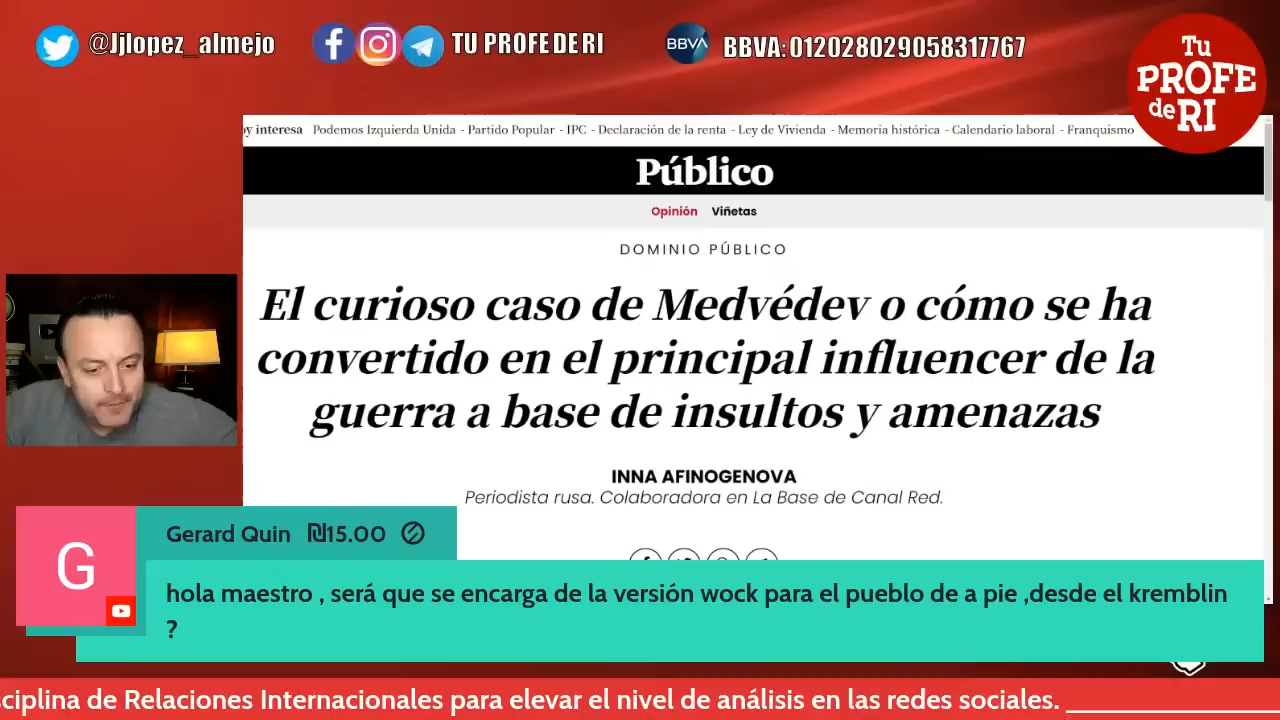 @Jjlopez_almejo
TU PROFE DE RI
BBVA
BBVA: 012028029058317767
Tu
PROFE
de RI
oy interesa Podemos Izquierda Unida - Partido Popular - IPC - Declaración de la renta - Ley de Vivienda - Memoria histórica - Calendario laboral - Franquismo
Público
Opinión Viñetas
DOMINIO PÚBLICO
El curioso caso de Medvédev o cómo se ha
convertido en el principal influencer de la
guerra a base de insultos y amenazas
INNA AFINOGENOVA
Periodista rusa. Colaboradora en La Base de Canal Red.
G
Gerard Quin ₪15.00
hola maestro , será que se encarga de la versión wock para el pueblo de a pie ,desde el kremblin
?
sciplina de Relaciones Internacionales para elevar el nivel de análisis en las redes sociales. ________________